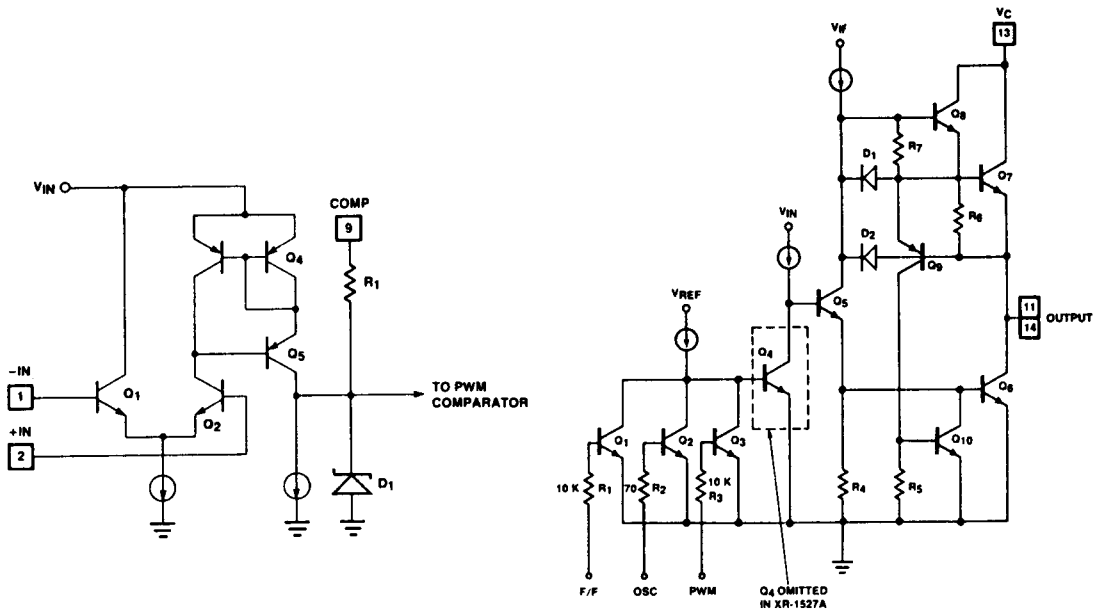 VIN
COMP
9
Q4
R1
Q5
-IN
1
Q1
+IN
2
Q2
TO PWM
COMPARATOR
D1
VC
13
Vif
Q8
R7
D1
Q7
R6
VIN
D2
Q9
VREF
Q5
11
14
OUTPUT
Q4
Q6
Q1
Q2
Q3
Q10
10 K
R1
70
R2
10 K
R3
R4
R5
F/F
OSC
PWM
Q4 OMITTED
IN XR-1527A